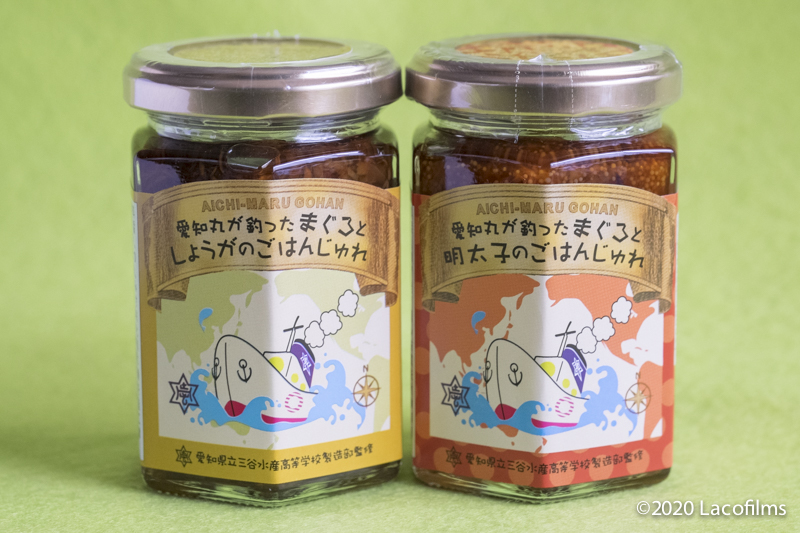 AICHI-MARU GOHAN
愛知丸が釣ったまぐろと
しょうがのごはんじゅれ
N
愛知県立三谷水産高等学校製造部監修
AICHI-MARU GOHAN
愛知丸が釣ったまぐろと
明太子のごはんじゅれ
N
愛知県立三谷水産高等学校製造部監修
©2020 Lacofilms